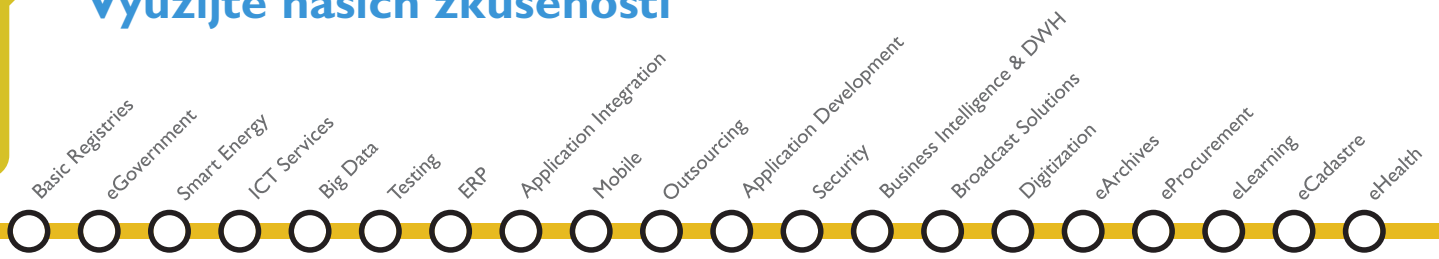 Využijte našich zkušeností
Basic Registries
eGovernment
Smart Energy
ICT Services
Big Data
Testing
ERP
Application Integration
Mobile
Outsourcing
Application Development
Security
Business Intelligence & DWH
Broadcast Solutions
Digitization
eArchives
eProcurement
eLearning
eCadastre
eHealth